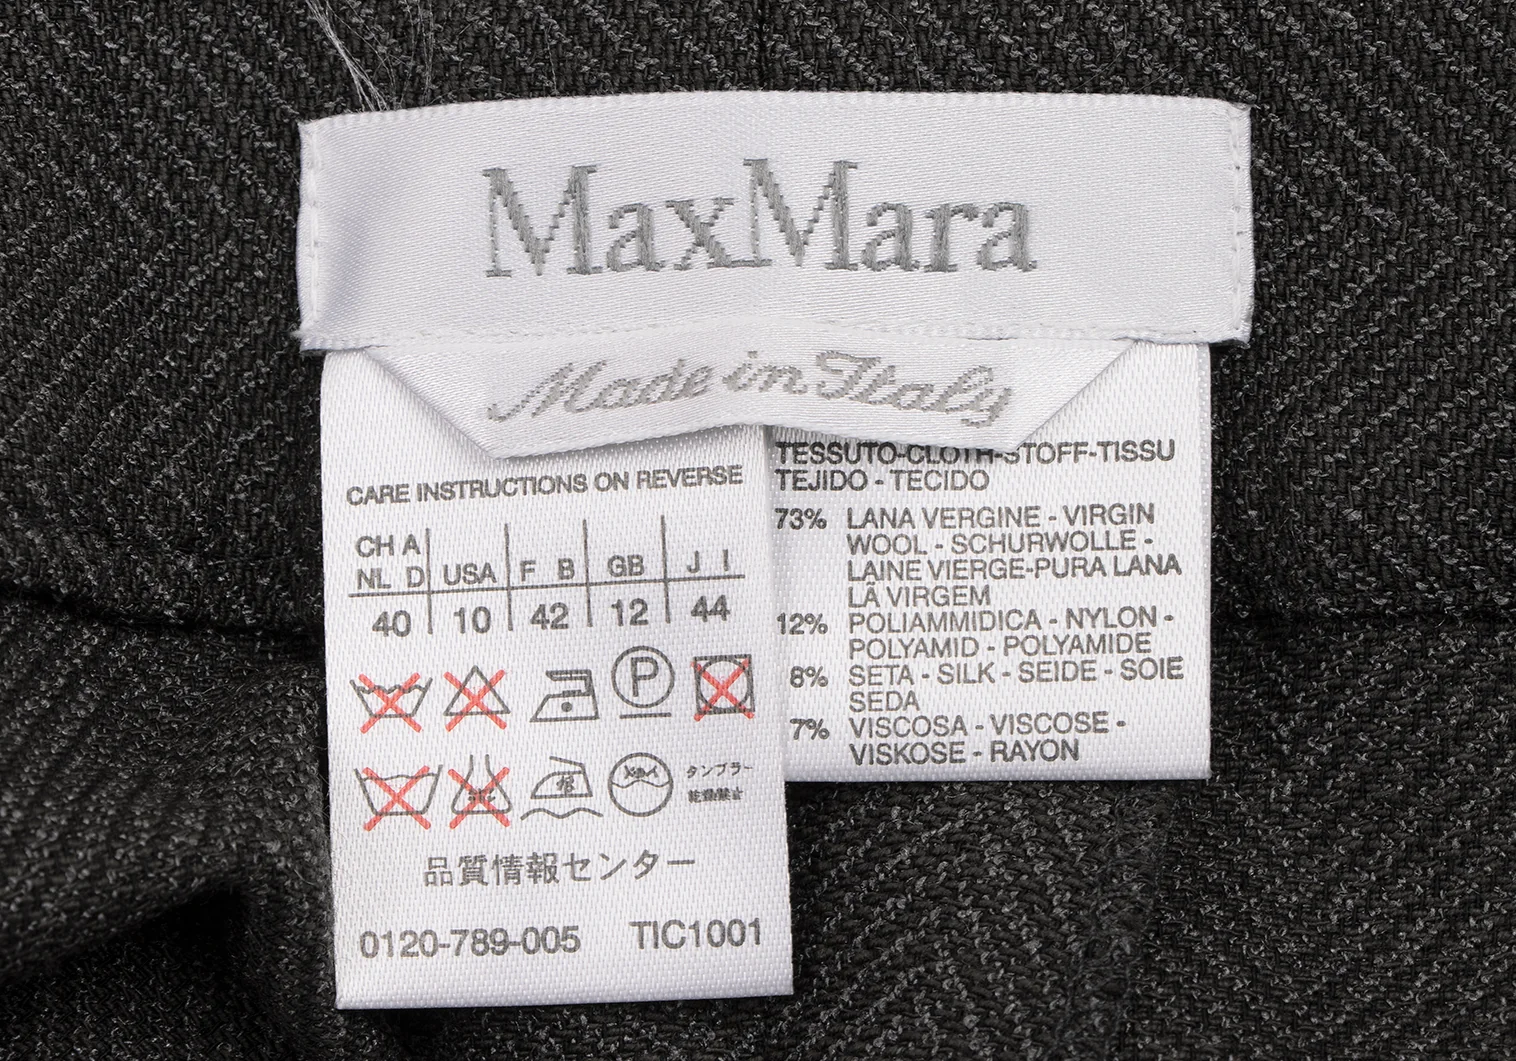 MaxMara
Made in Italy
CARE INSTRUCTIONS ON REVERSE
CH A
NL D USA F B GB J I
40 10 42 12 44
P
タンブラー
乾燥禁止
品質情報センター
0120-789-005 TIC1001
TESSUTO-CLOTH-STOFF-TISSU
TEJIDO - TECIDO
73% LANA VERGINE - VIRGIN
WOOL - SCHURWOLLE -
LAINE VIERGE-PURA LANA
LÃ VIRGEM
12% POLIAMMIDICA - NYLON -
POLYAMID - POLYAMIDE
8% SETA - SILK - SEIDE - SOIE
SEDA
7% VISCOSA - VISCOSE -
VISKOSE - RAYON